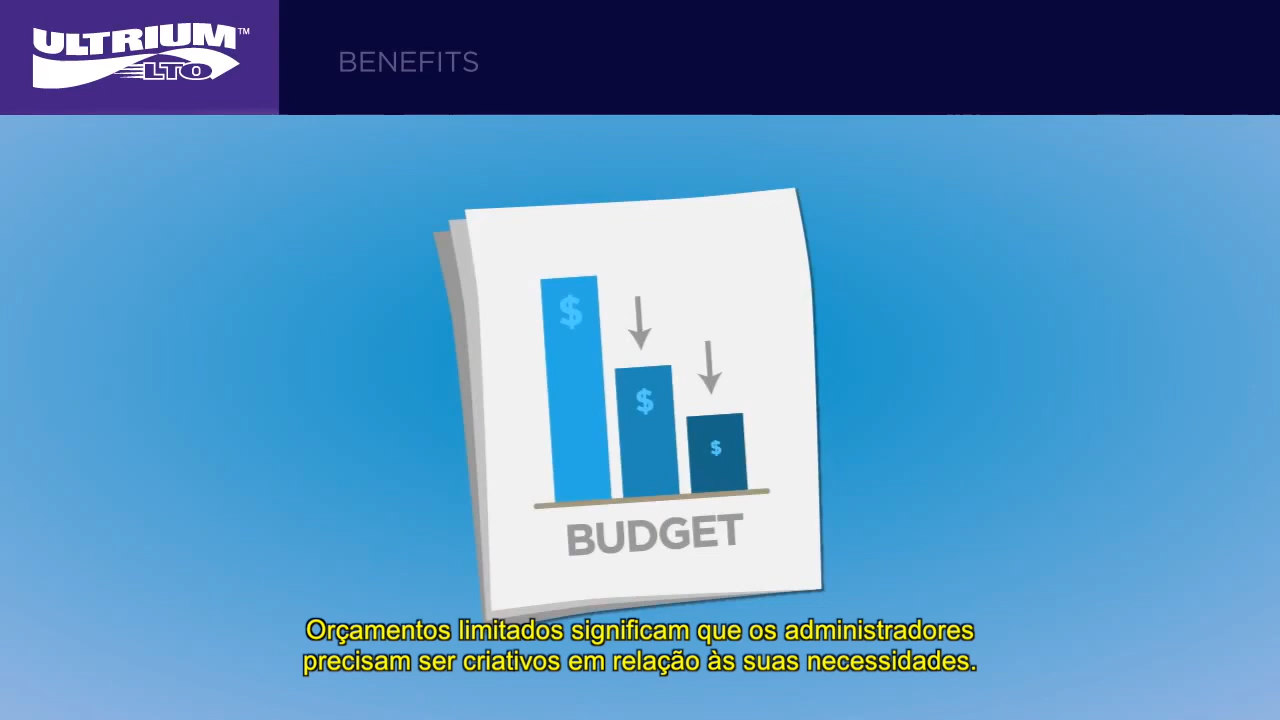 ULTRIUM™
LTO
BENEFITS
$
$
$
BUDGET
Orçamentos limitados significam que os administradores
precisam ser criativos em relação às suas necessidades.